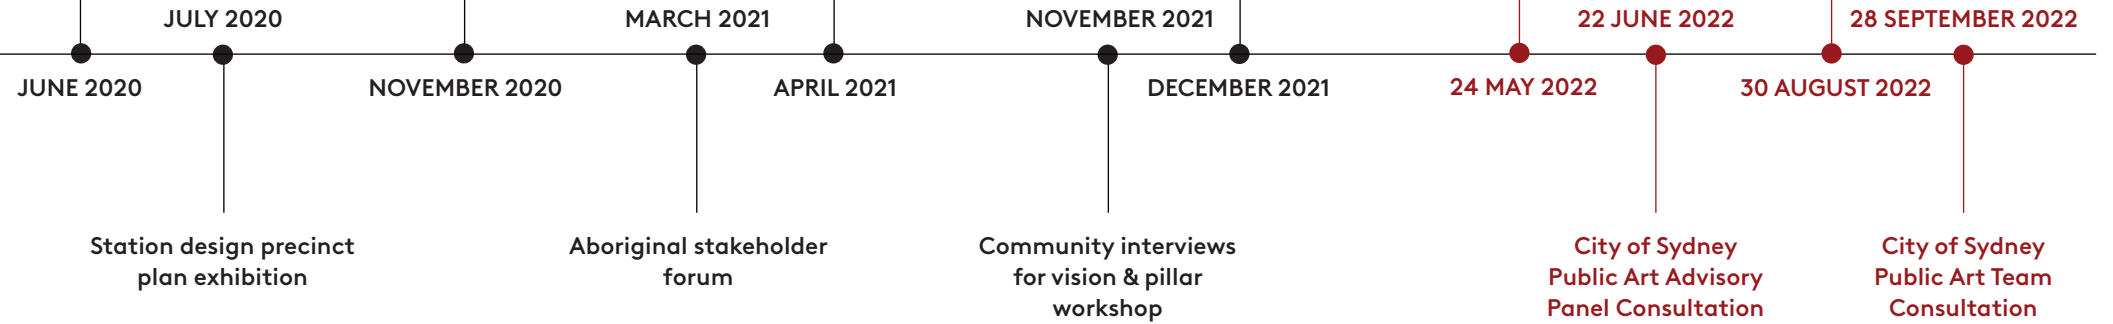 JULY 2020
MARCH 2021
NOVEMBER 2021
22 JUNE 2022
28 SEPTEMBER 2022
JUNE 2020
NOVEMBER 2020
APRIL 2021
DECEMBER 2021
24 MAY 2022
30 AUGUST 2022
Station design precinct
plan exhibition
Aboriginal stakeholder
forum
Community interviews
for vision & pillar
workshop
City of Sydney
Public Art Advisory
Panel Consultation
City of Sydney
Public Art Team
Consultation